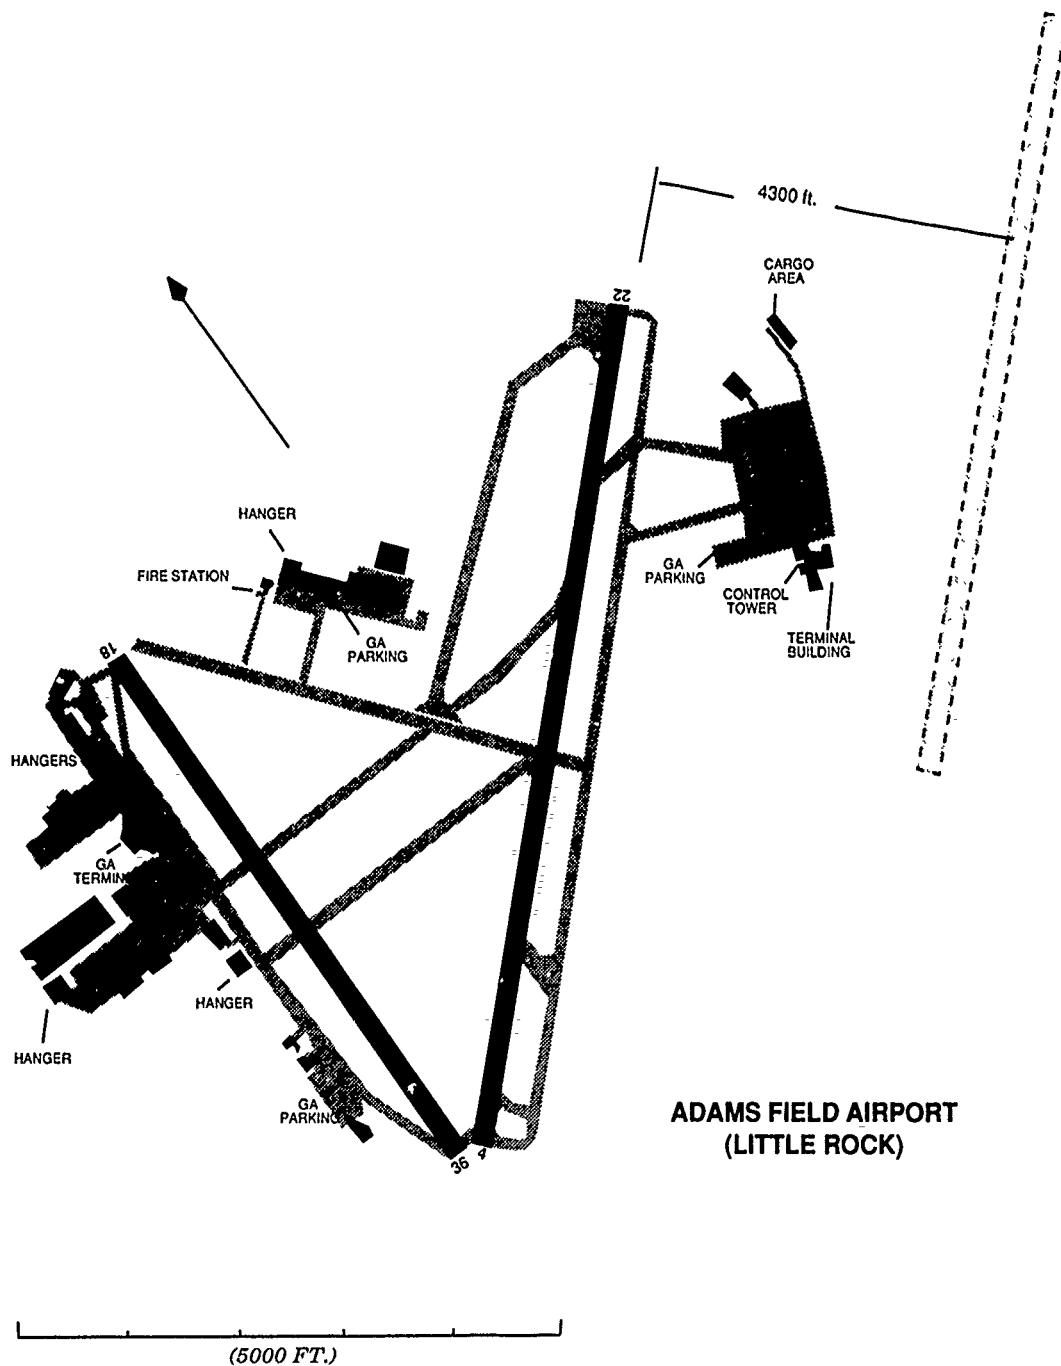 4300 ft.
CARGO
AREA
22
HANGER
FIRE STATION
GA
PARKING
GA
PARKING
CONTROL
TOWER
TERMINAL
BUILDING
18
HANGERS
GA
TERMIN
HANGER
HANGER
GA
PARKING
36
4
ADAMS FIELD AIRPORT
(LITTLE ROCK)
(5000 FT.)